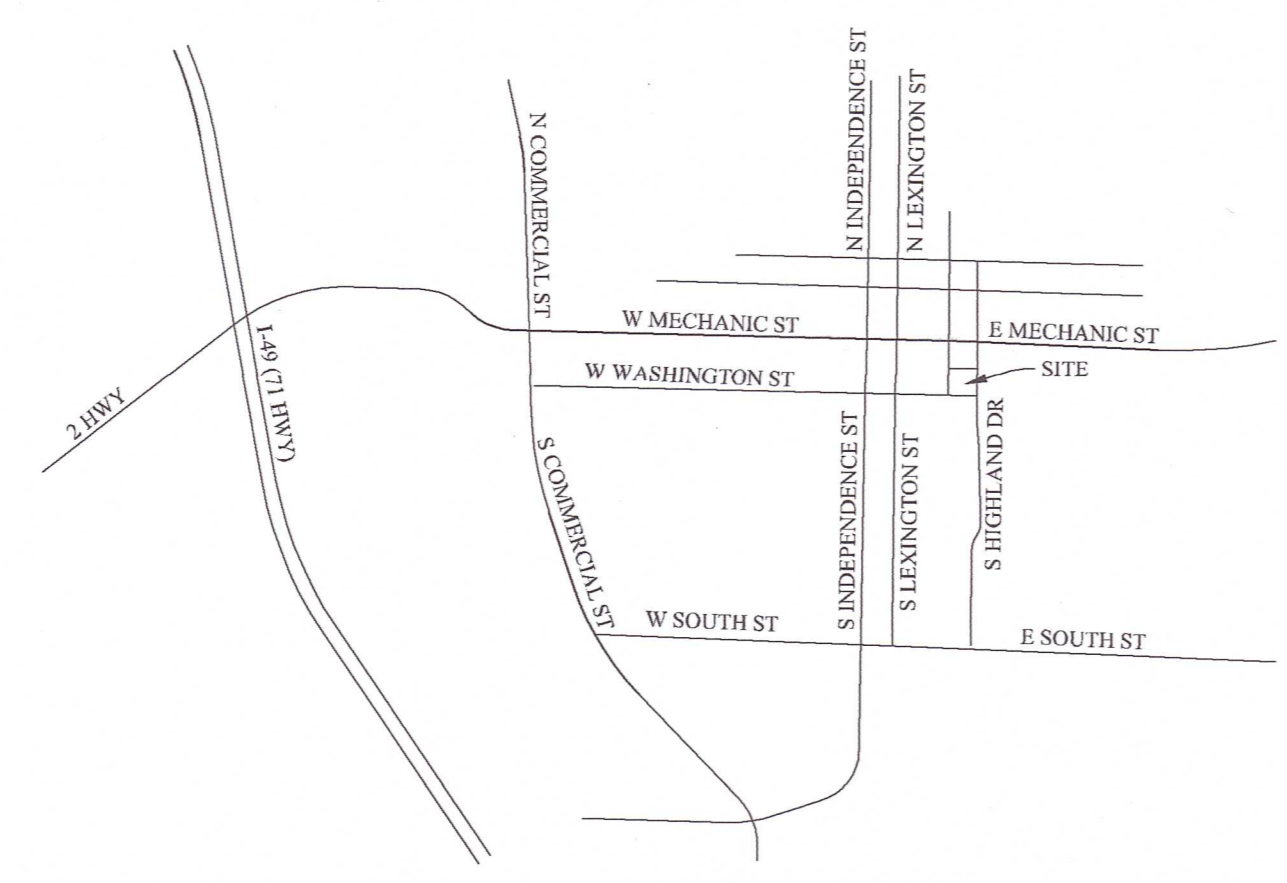 N INDEPENDENCE ST
N LEXINGTON ST
N COMMERCIAL ST
W MECHANIC ST
E MECHANIC ST
I-49 (71 HWY)
W WASHINGTON ST
SITE
2 HWY
S COMMERCIAL ST
S INDEPENDENCE ST
S LEXINGTON ST
S HIGHLAND DR
W SOUTH ST
E SOUTH ST